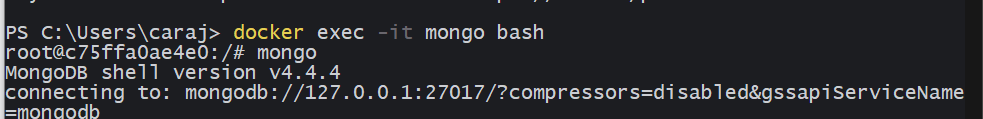 PS C:\Users\caraj> docker exec -it mongo bash
root@c75ffa0ae4e0:/# mongo
MongoDB shell version v4.4.4
connecting to: mongodb://127.0.0.1:27017/?compressors=disabled&gssapiServiceName
=mongodb